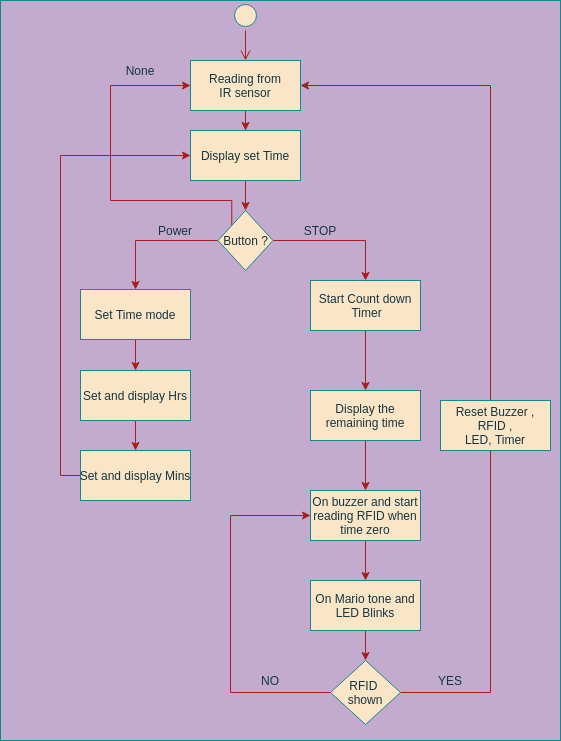 None
Reading from
IR sensor
Display set Time
Power
Button ?
STOP
Set Time mode
Start Count down
Timer
Set and display Hrs
Display the
remaining time
Reset Buzzer ,
RFID ,
LED, Timer
Set and display Mins
On buzzer and start
reading RFID when
time zero
On Mario tone and
LED Blinks
NO
RFID
shown
YES